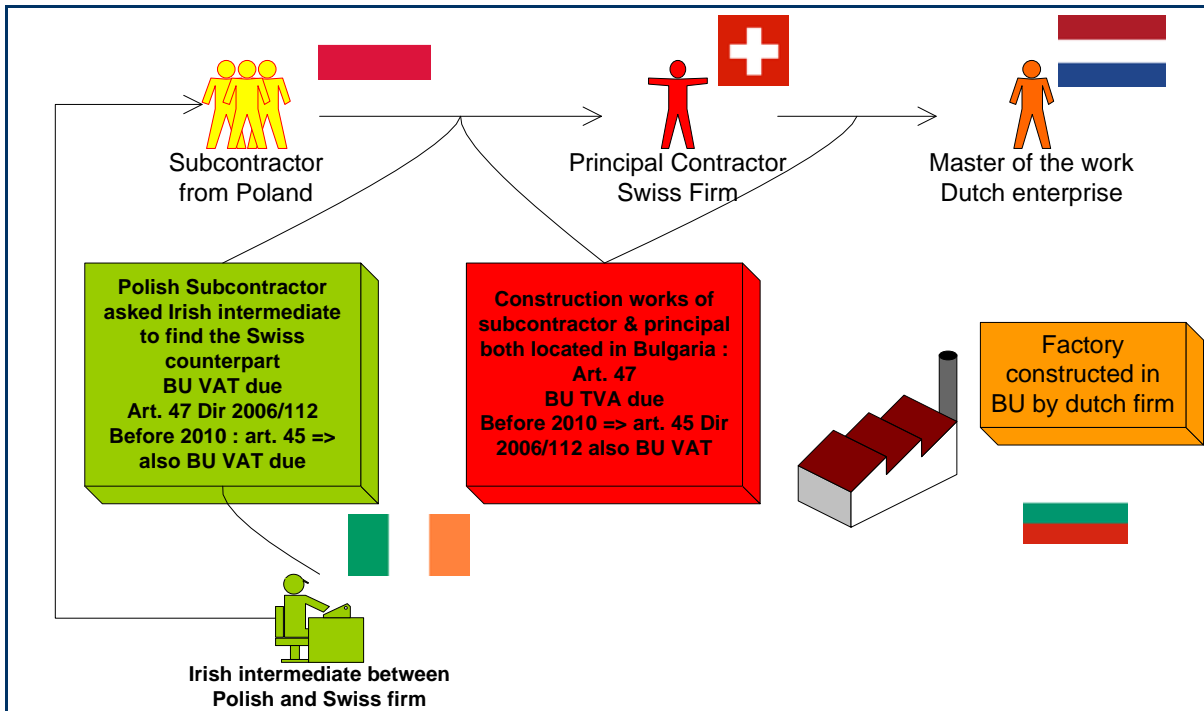 Subcontractor
from Poland
Principal Contractor
Swiss Firm
Master of the work
Dutch enterprise
Polish Subcontractor
asked Irish intermediate
to find the Swiss
counterpart
BU VAT due
Art. 47 Dir 2006/112
Before 2010 : art. 45 =>
also BU VAT due
Construction works of
subcontractor & principal
both located in Bulgaria :
Art. 47
BU TVA due
Before 2010 => art. 45 Dir
2006/112 also BU VAT
Factory
constructed in
BU by dutch firm
Irish intermediate between
Polish and Swiss firm